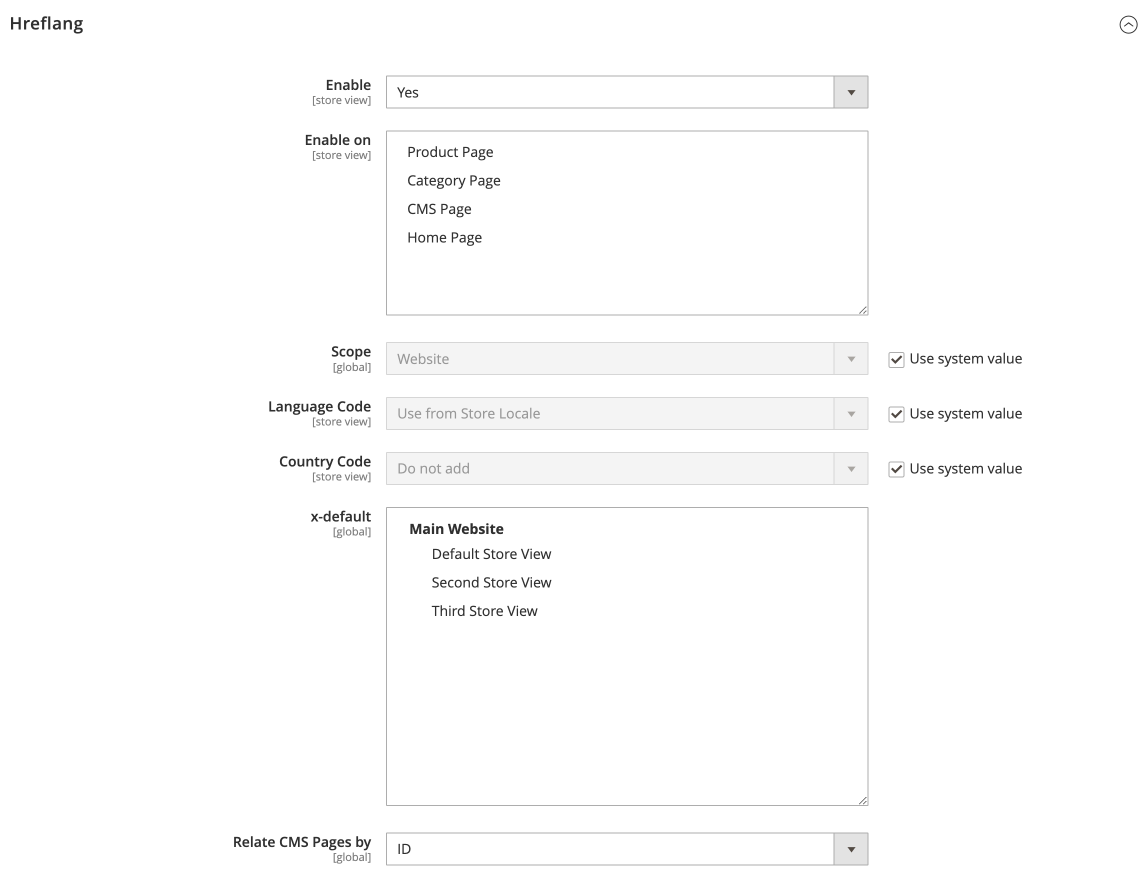 Hreflang
Enable
[store view]
Yes
Enable on
[store view]
Product Page
Category Page
CMS Page
Home Page
Scope
[global]
Website
Use system value
Language Code
[store view]
Use from Store Locale
Use system value
Country Code
[store view]
Do not add
Use system value
x-default
[global]
Main Website
Default Store View
Second Store View
Third Store View
Relate CMS Pages by
[global]
ID